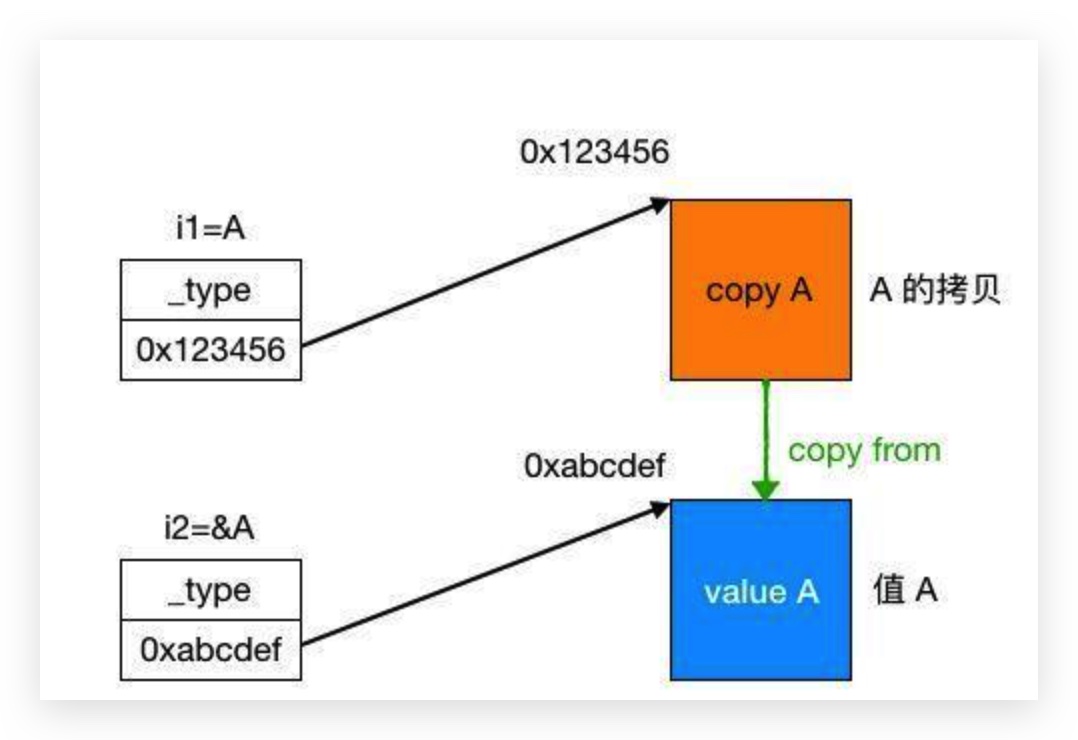 0x123456
i1=A
_type
0x123456
copy A
A 的拷贝
copy from
0xabcdef
i2=&A
_type
0xabcdef
value A
值 A